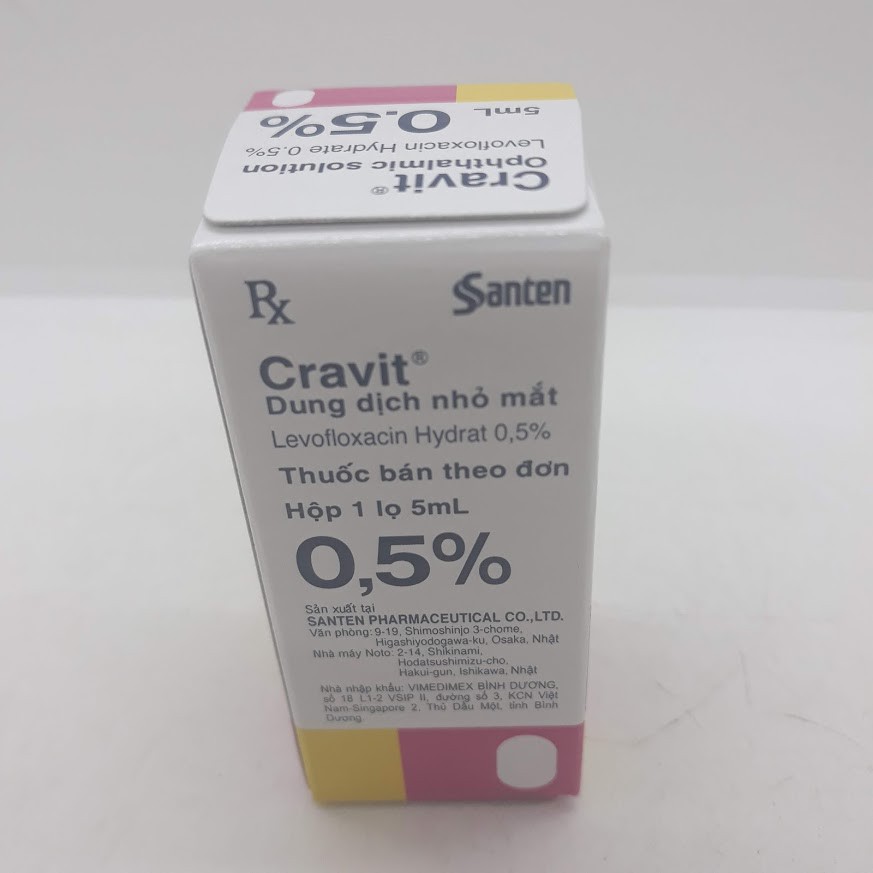 5mL 0.5%
Levofloxacin Hydrate 0.5%
Ophthalmic solution
Cravit®
Rx Santen
Cravit®
Dung dịch nhỏ mắt
Levofloxacin Hydrat 0,5%
Thuốc bán theo đơn
Hộp 1 lọ 5mL
0,5%
Sản xuất tại
SANTEN PHARMACEUTICAL CO.,LTD.
Văn phòng: 9-19, Shimoshinjo 3-chome,
Higashiyodogawa-ku, Osaka, Nhật
Nhà máy Noto: 2-14, Shikinami,
Hodatsushimizu-cho,
Hakui-gun, Ishikawa, Nhật
Nhà nhập khẩu: VIMEDIMEX BÌNH DƯƠNG,
số 18 L1-2 VSIP II, đường số 3, KCN Việt
Nam-Singapore 2, Thủ Dầu Một, tỉnh Bình
Dương.